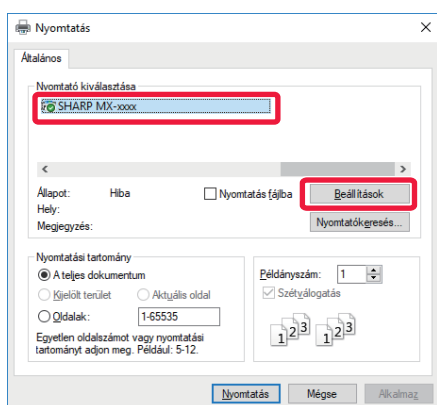 Nyomtatás
Általános
Nyomtató kiválasztása
SHARP MX-xxxx
Állapot: Hiba
Nyomtatás fájlba
Beállítások
Hely:
Megjegyzés:
Nyomtatókeresés...
Nyomtatási tartomány
A teljes dokumentum
Kijelölt terület
Aktuális oldal
Oldalak: 1-65535
Egyetlen oldalszámot vagy nyomtatási
tartományt adjon meg. Például: 5-12.
Példányszám: 1
Szétválogatás
1 2 3 1 2 3
Nyomtatás Mégse Alkalmaz